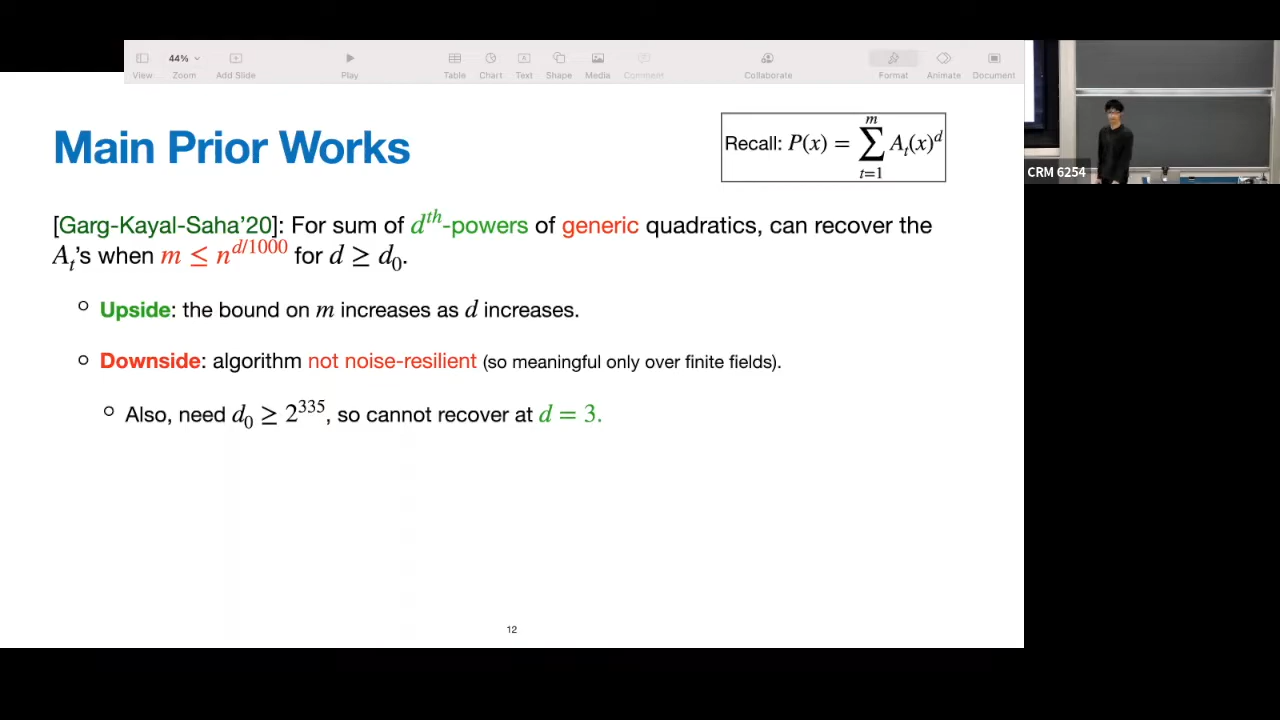 44%
View Zoom Add Slide Play Table Chart Text Shape Media Comment Collaborate Format Animate Document
Main Prior Works
Recall: P(x) = ∑_{t=1}^{m} A_t(x)^d
[Garg-Kayal-Saha’20]: For sum of d^{th}-powers of generic quadratics, can recover the
A_t’s when m ≤ n^{d/1000} for d ≥ d_0.
Upside: the bound on m increases as d increases.
Downside: algorithm not noise-resilient (so meaningful only over finite fields).
Also, need d_0 ≥ 2^{335}, so cannot recover at d = 3.
12
CRM 6254